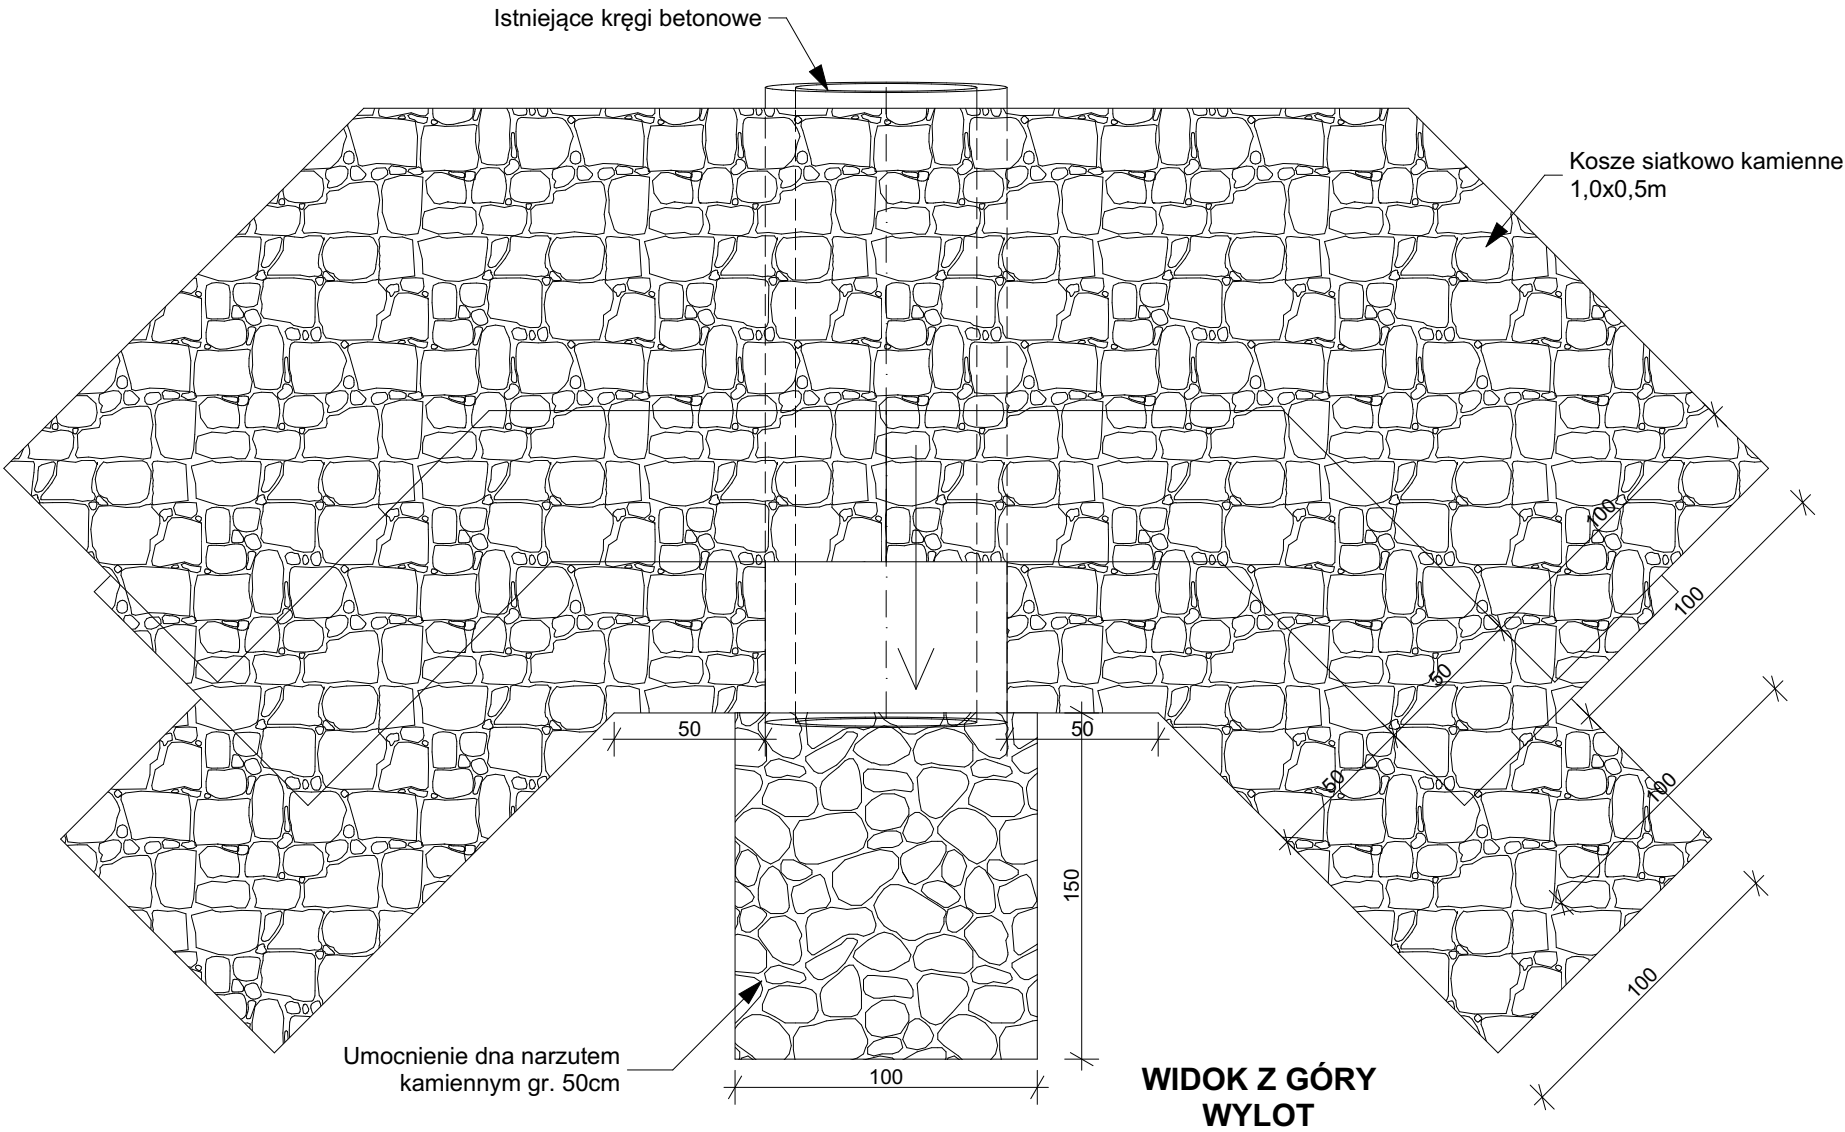 Istniejące kręgi betonowe
Kosze siatkowo kamienne
1,0x0,5m
100
100
50
50
50
50
100
150
100
Umocnienie dna narzutem
kamiennym gr. 50cm
100
WIDOK Z GÓRY
WYLOT